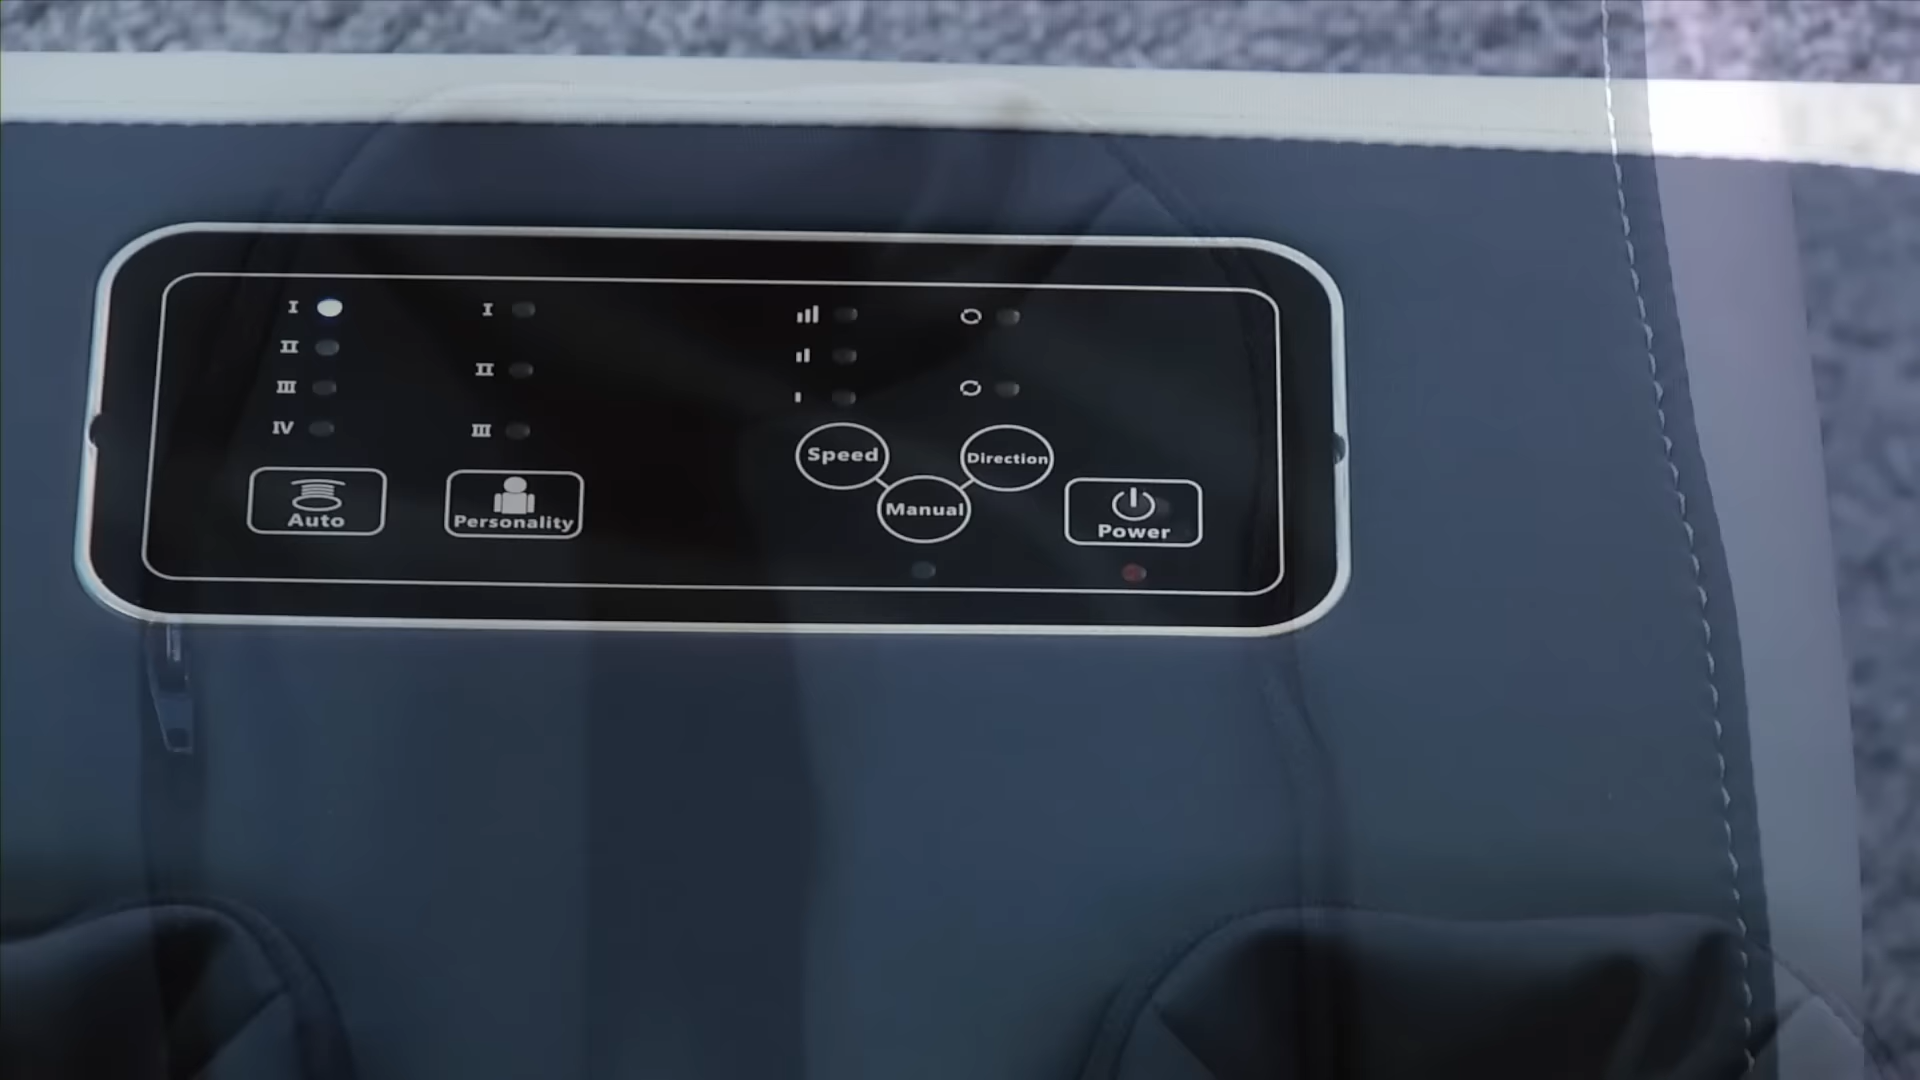 I
II
III
IV
Auto
I
II
III
Personality
Speed
Direction
Manual
Power